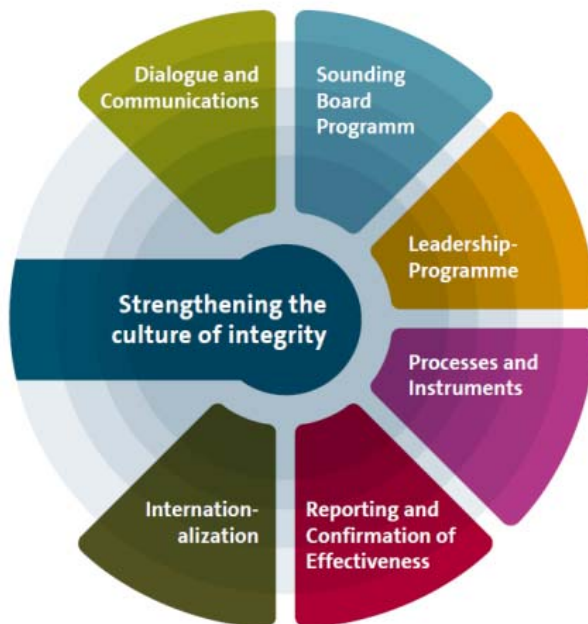 Dialogue and
Communications
Sounding
Board
Programm
Leadership-
Programme
Strengthening the
culture of integrity
Processes and
Instruments
Internation-
alization
Reporting and
Confirmation of
Effectiveness